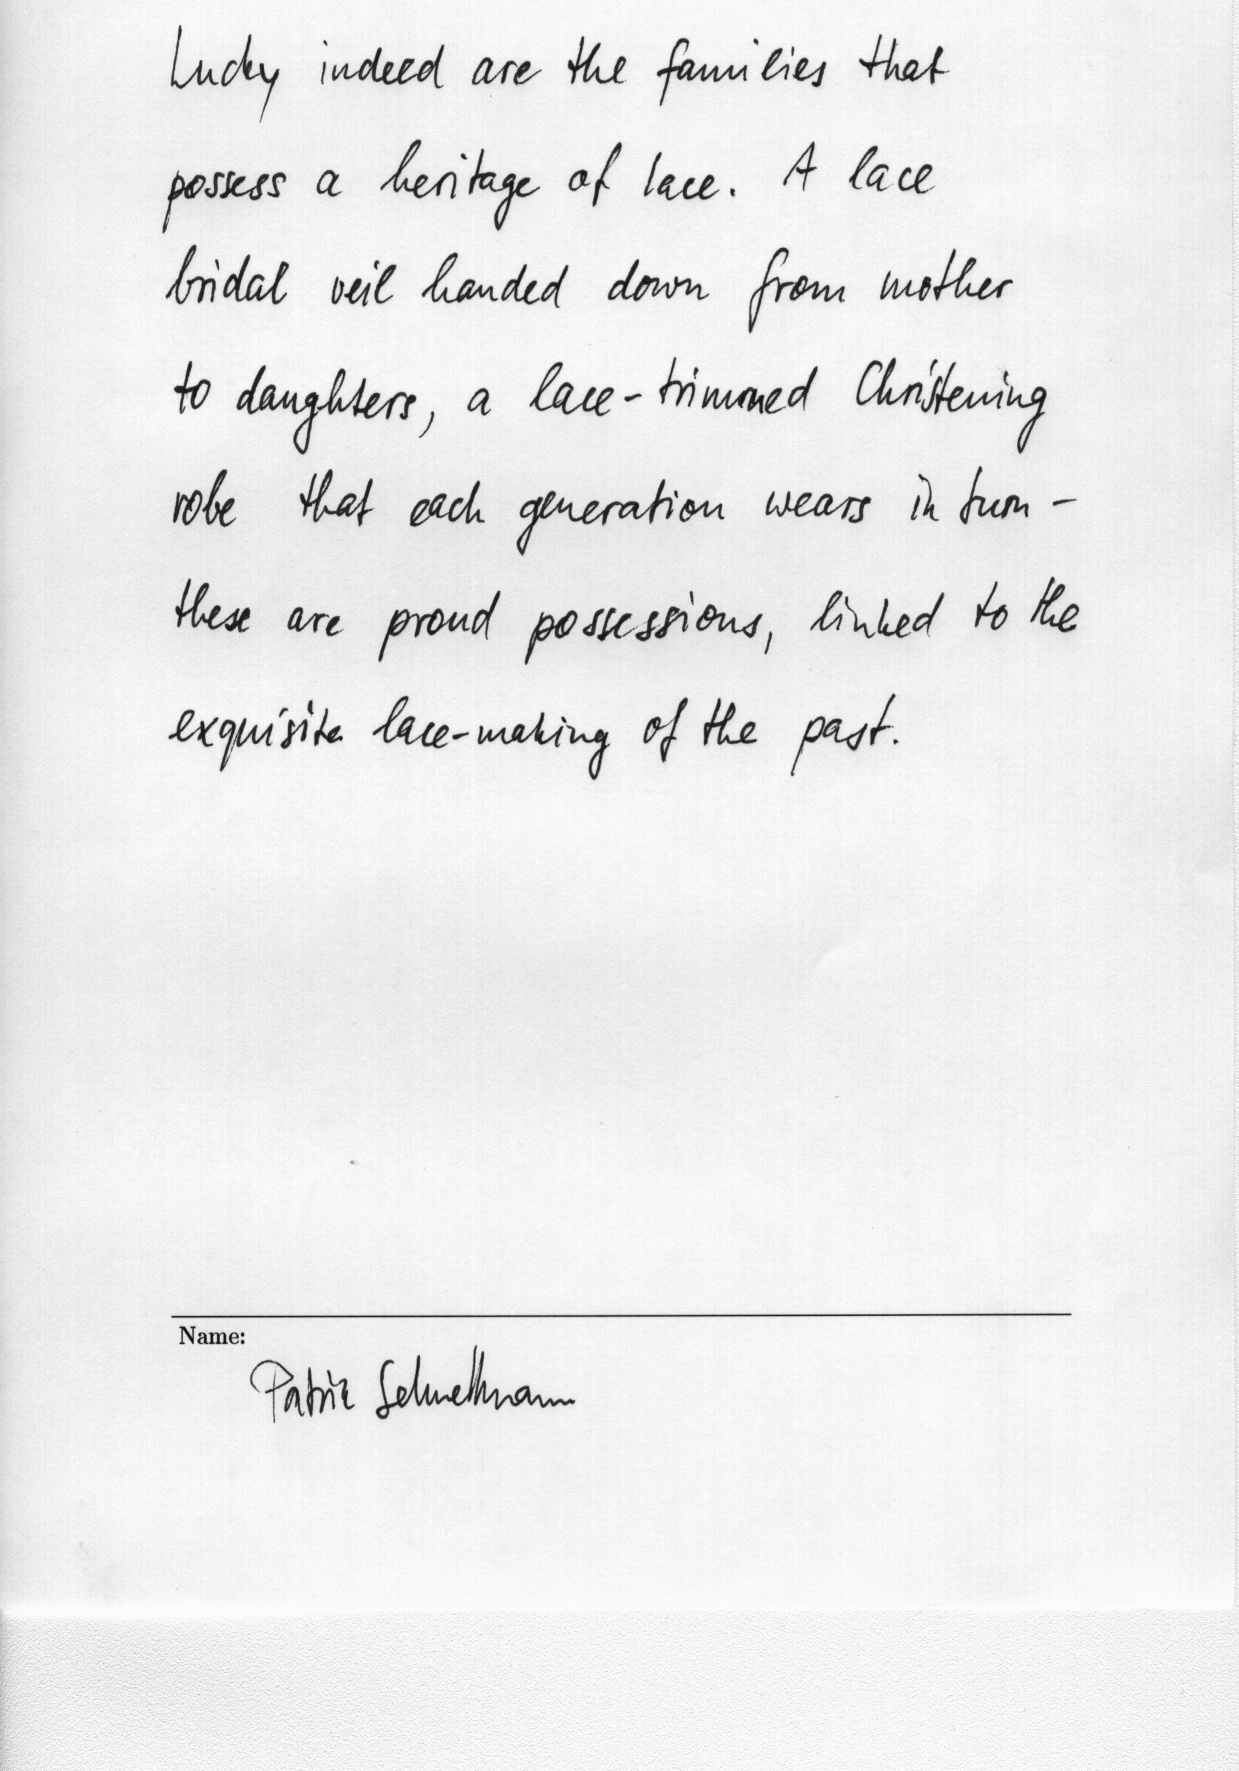 Lucky indeed are the families that
possess a heritage of lace. A lace
bridal veil handed down from mother
to daughters, a lace-trimmed Christening
robe that each generation wears in turn -
these are proud possessions, linked to the
exquisite lace-making of the past.
Name:
Patrik Schnellmann